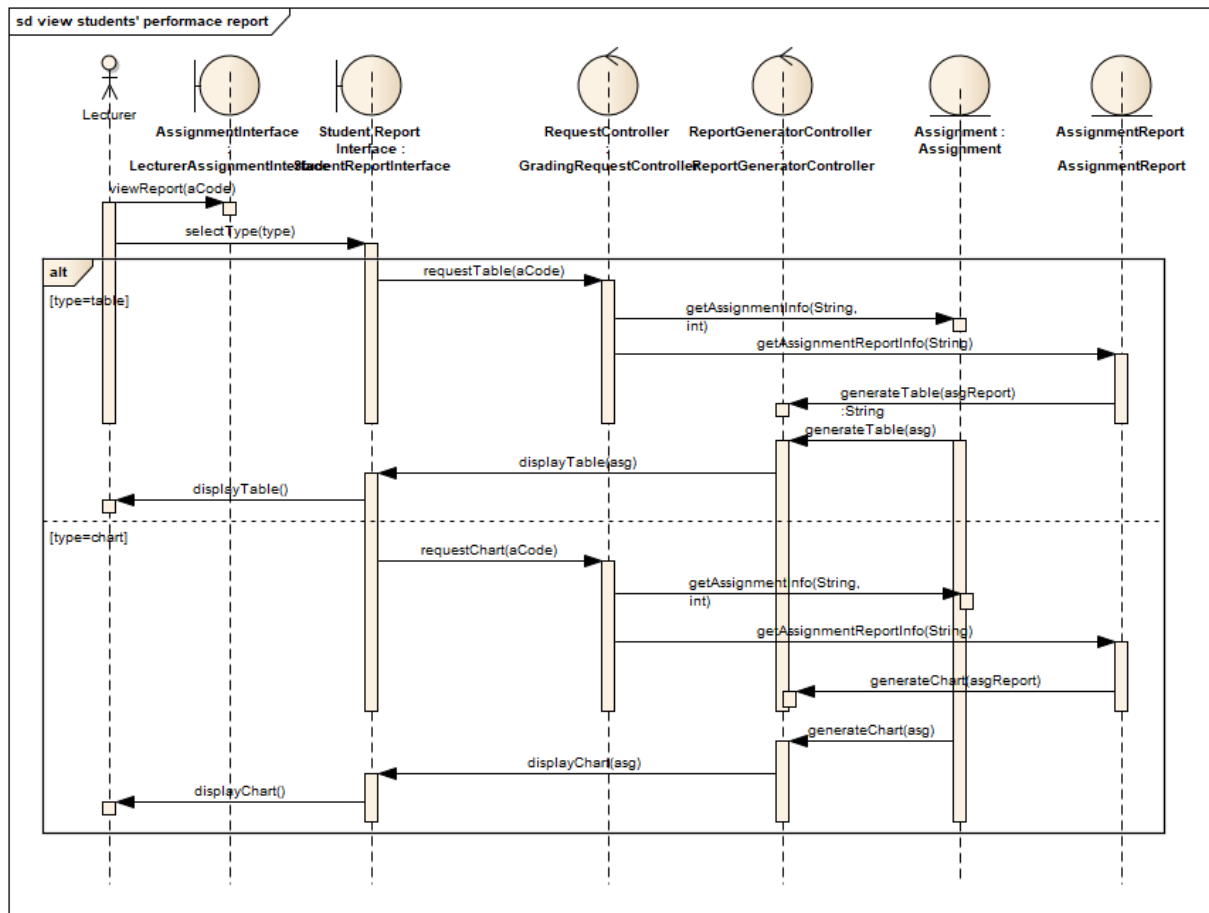 sd view students' performace report
Lecturer
AssignmentInterface
:
LecturerAssignmentInterface
Student Report
Interface :
StudentReportInterface
RequestController
:
GradingRequestController
ReportGeneratorController
:
ReportGeneratorController
Assignment :
Assignment
AssignmentReport
:
AssignmentReport
viewReport(aCode)
selectType(type)
alt
[type=table]
requestTable(aCode)
getAssignmentInfo(String,
int)
getAssignmentReportInfo(String)
generateTable(asgReport)
:String
generateTable(asg)
displayTable(asg)
displayTable()
[type=chart]
requestChart(aCode)
getAssignmentInfo(String,
int)
getAssignmentReportInfo(String)
generateChart(asgReport)
generateChart(asg)
displayChart(asg)
displayChart()